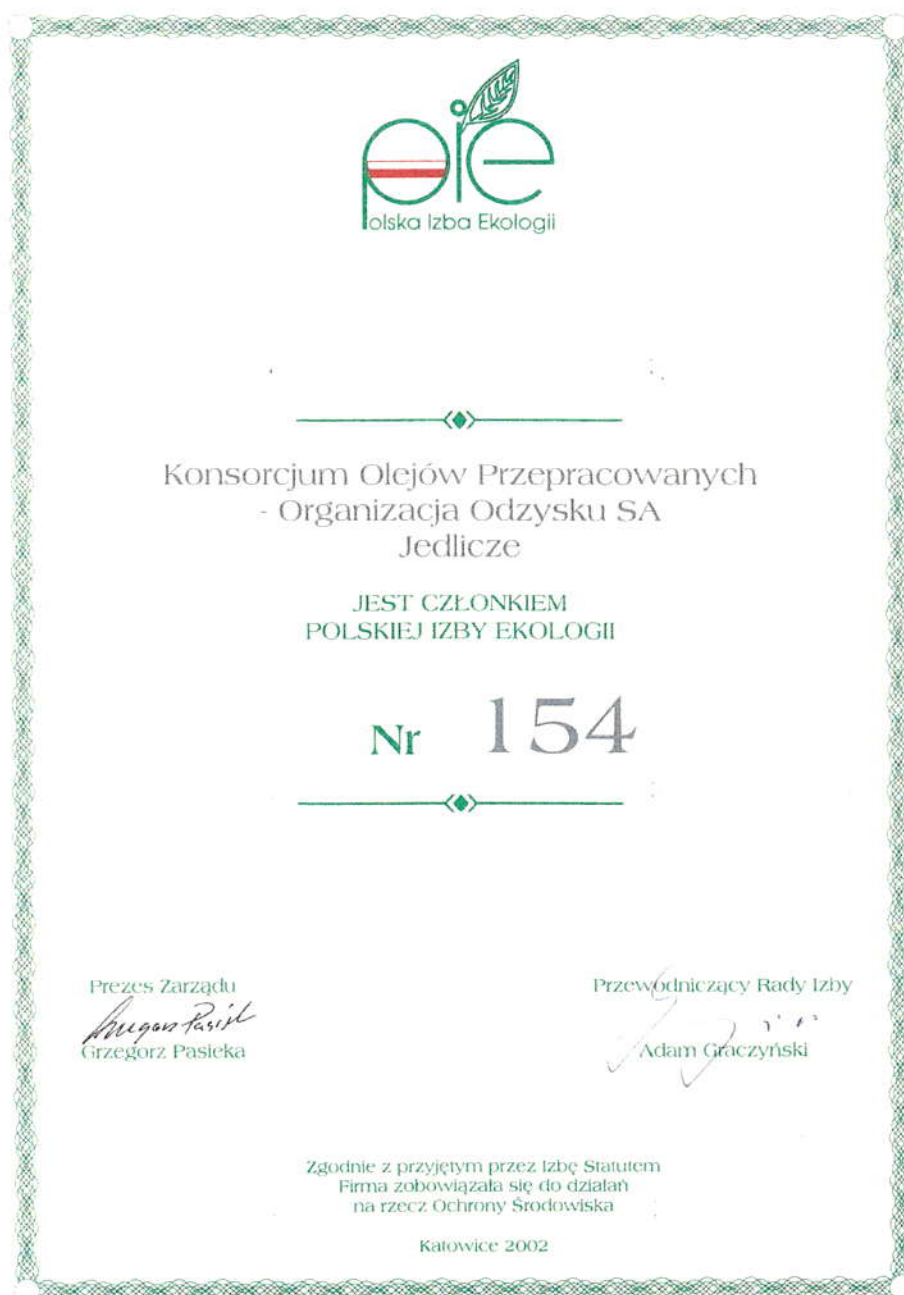 pie
Polska Izba Ekologii
Konsorcjum Olejów Przepracowanych
- Organizacja Odzysku SA
Jedlicze
JEST CZŁONKIEM
POLSKIEJ IZBY EKOLOGII
Nr 154
Prezes Zarządu
Grzegorz Pasieka
Przewodniczący Rady Izby
Adam Graczyński
Zgodnie z przyjętym przez Izbę Statutem
Firma zobowiązała się do działań
na rzecz Ochrony Środowiska
Katowice 2002